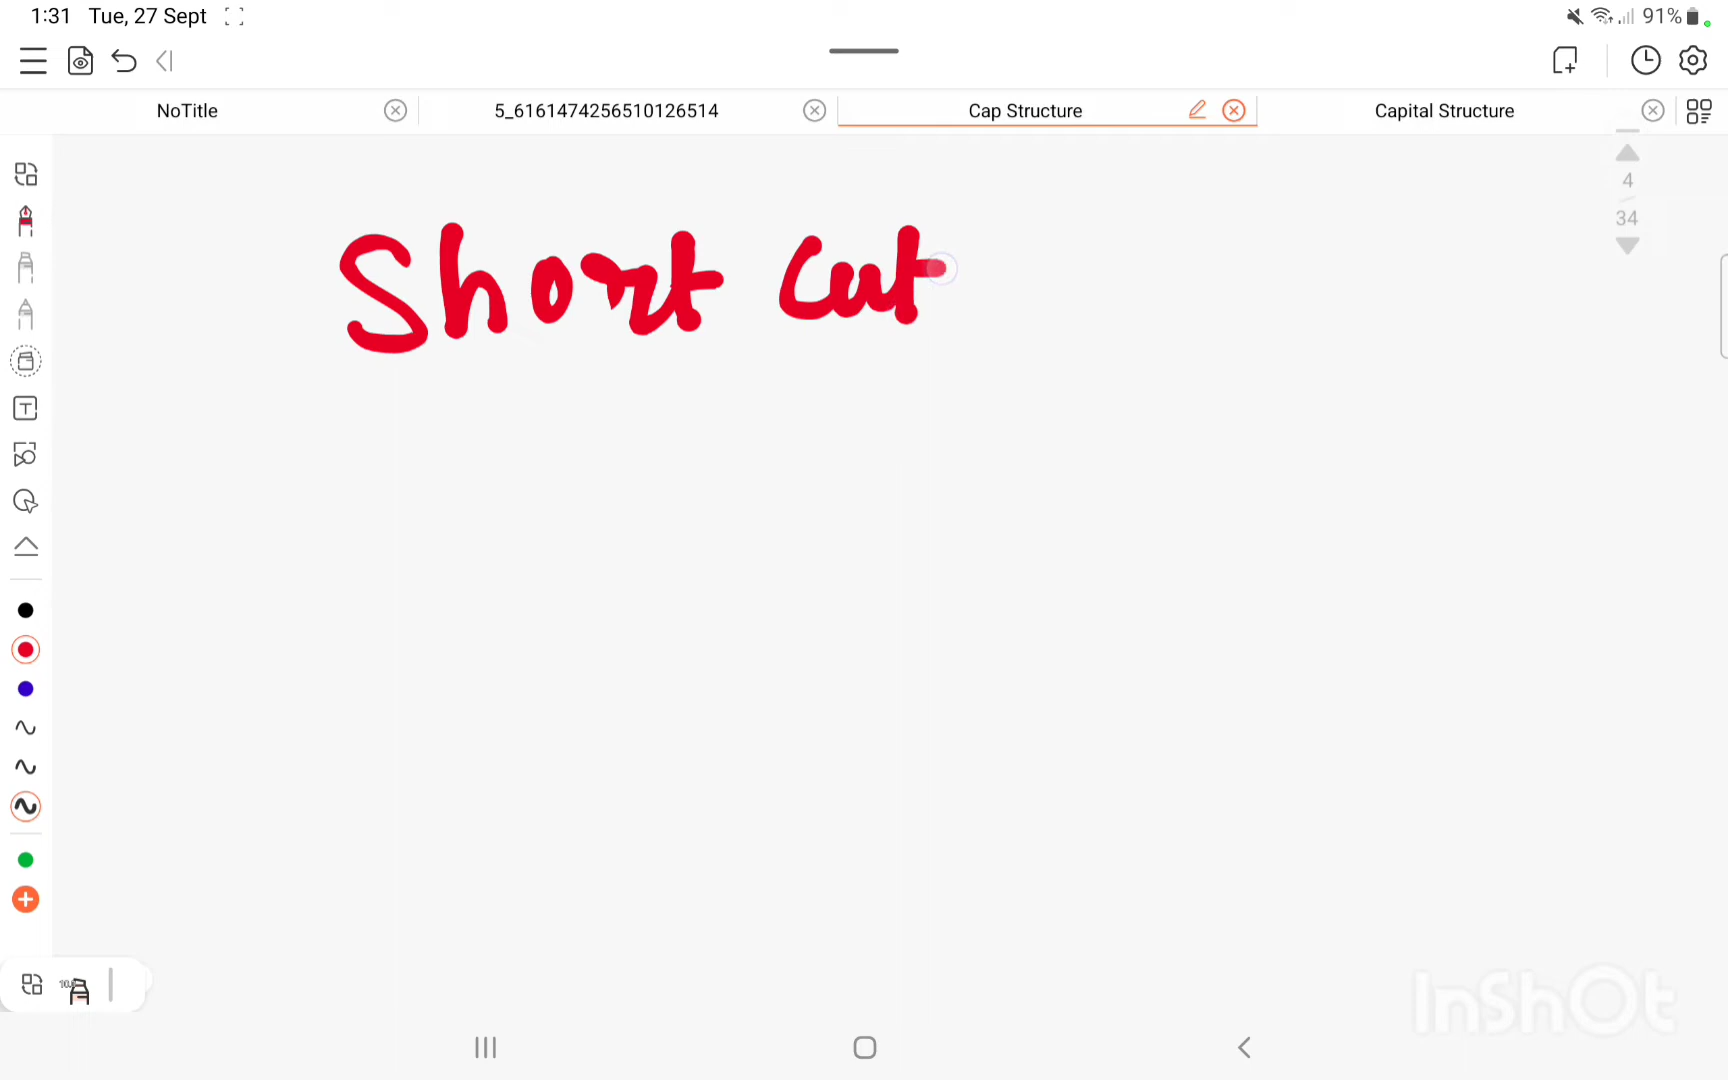 1:31 Tue, 27 Sept 91%
NoTitle 5_6161474256510126514 Cap Structure Capital Structure
4
34
Short Cut
T
InShOt